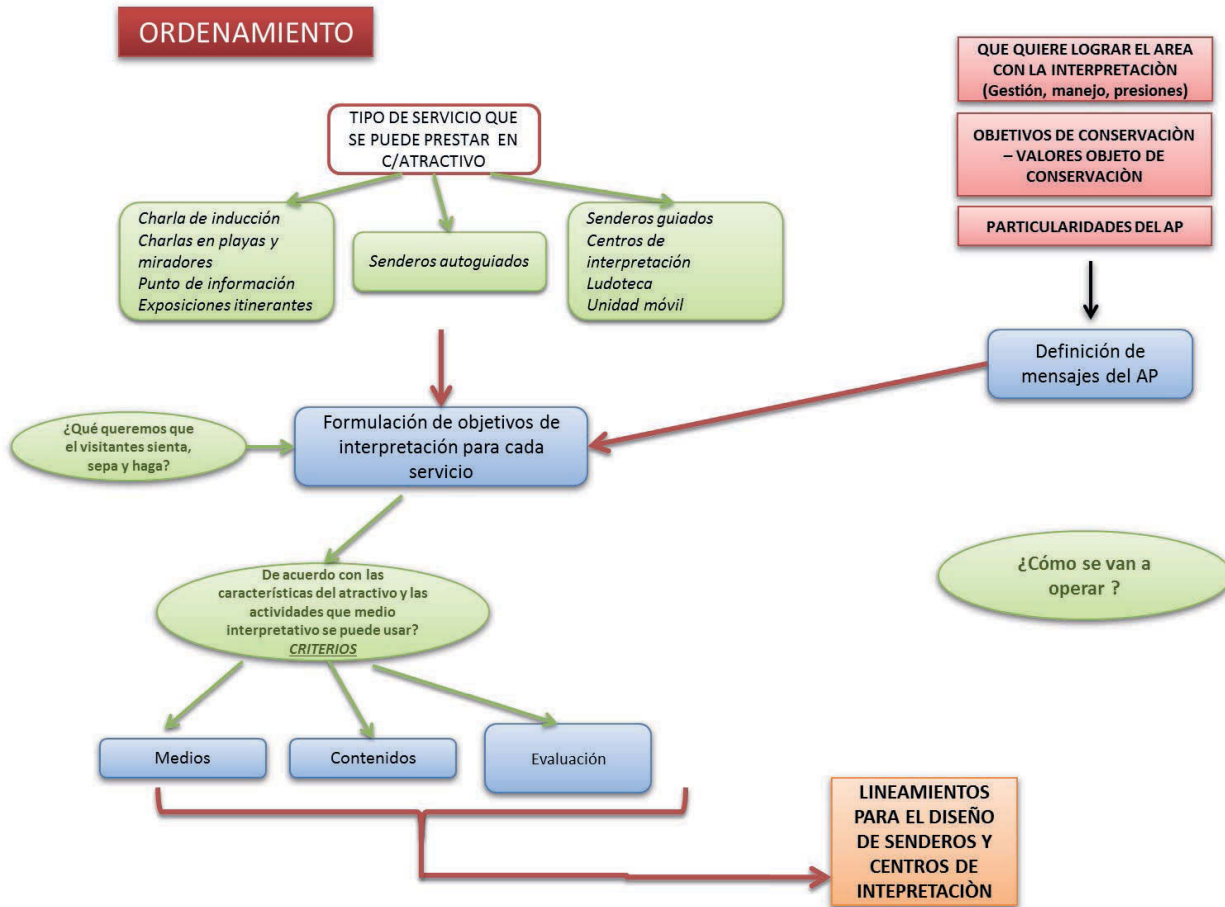 ORDENAMIENTO
TIPO DE SERVICIO QUE
SE PUEDE PRESTAR EN
C/ATRACTIVO
Charla de inducción
Charlas en playas y
miradores
Punto de información
Exposiciones itinerantes
Senderos autoguiados
Senderos guiados
Centros de
interpretación
Ludoteca
Unidad móvil
QUE QUIERE LOGRAR EL AREA
CON LA INTERPRETACIÒN
(Gestión, manejo, presiones)
OBJETIVOS DE CONSERVACIÒN
– VALORES OBJETO DE
CONSERVACIÒN
PARTICULARIDADES DEL AP
Definición de
mensajes del AP
¿Qué queremos que
el visitantes sienta,
sepa y haga?
Formulación de objetivos de
interpretación para cada
servicio
De acuerdo con las
características del atractivo y las
actividades que medio
interpretativo se puede usar?
CRITERIOS
¿Cómo se van a
operar ?
Medios
Contenidos
Evaluación
LINEAMIENTOS
PARA EL DISEÑO
DE SENDEROS Y
CENTROS DE
INTEPRETACIÒN